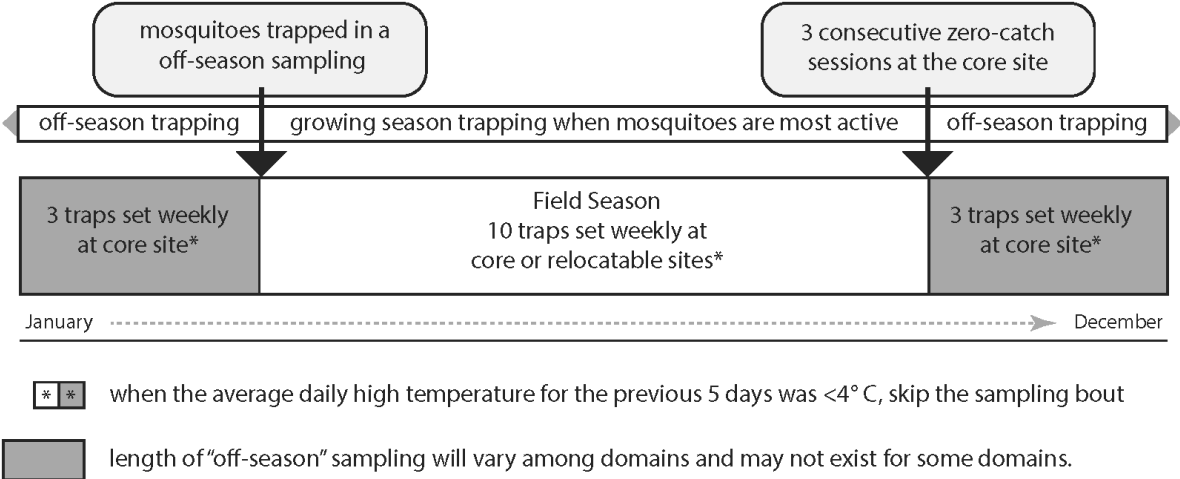 mosquitoes trapped in a
off-season sampling
3 consecutive zero-catch
sessions at the core site
off-season trapping
growing season trapping when mosquitoes are most active
off-season trapping
3 traps set weekly
at core site*
Field Season
10 traps set weekly at
core or relocatable sites*
3 traps set weekly
at core site*
January
December
* * when the average daily high temperature for the previous 5 days was <4° C, skip the sampling bout
length of "off-season" sampling will vary among domains and may not exist for some domains.